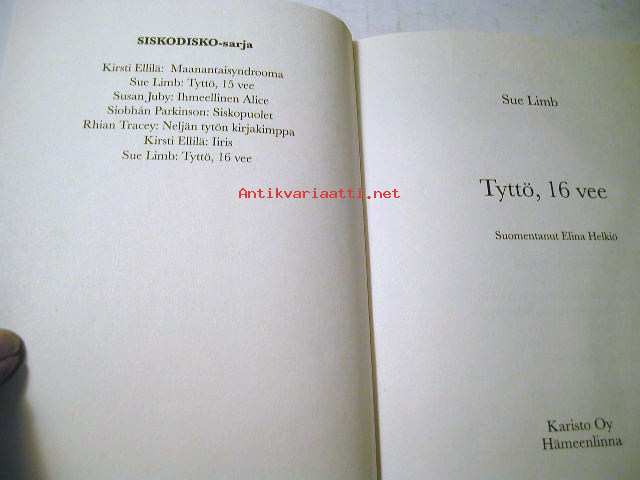 SISKODISKO-sarja
Kirsti Ellilä: Maanantaisyndrooma
Sue Limb: Tyttö, 15 vee
Susan Juby: Ihmeellinen Alice
Siobhán Parkinson: Siskopuolet
Rhian Tracey: Neljän tytön kirjakimppa
Kirsti Ellilä: Iiris
Sue Limb: Tyttö, 16 vee
Antikvariaatti.net
Sue Limb
Tyttö, 16 vee
Suomentanut Elina Helkiö
Karisto Oy
Hämeenlinna